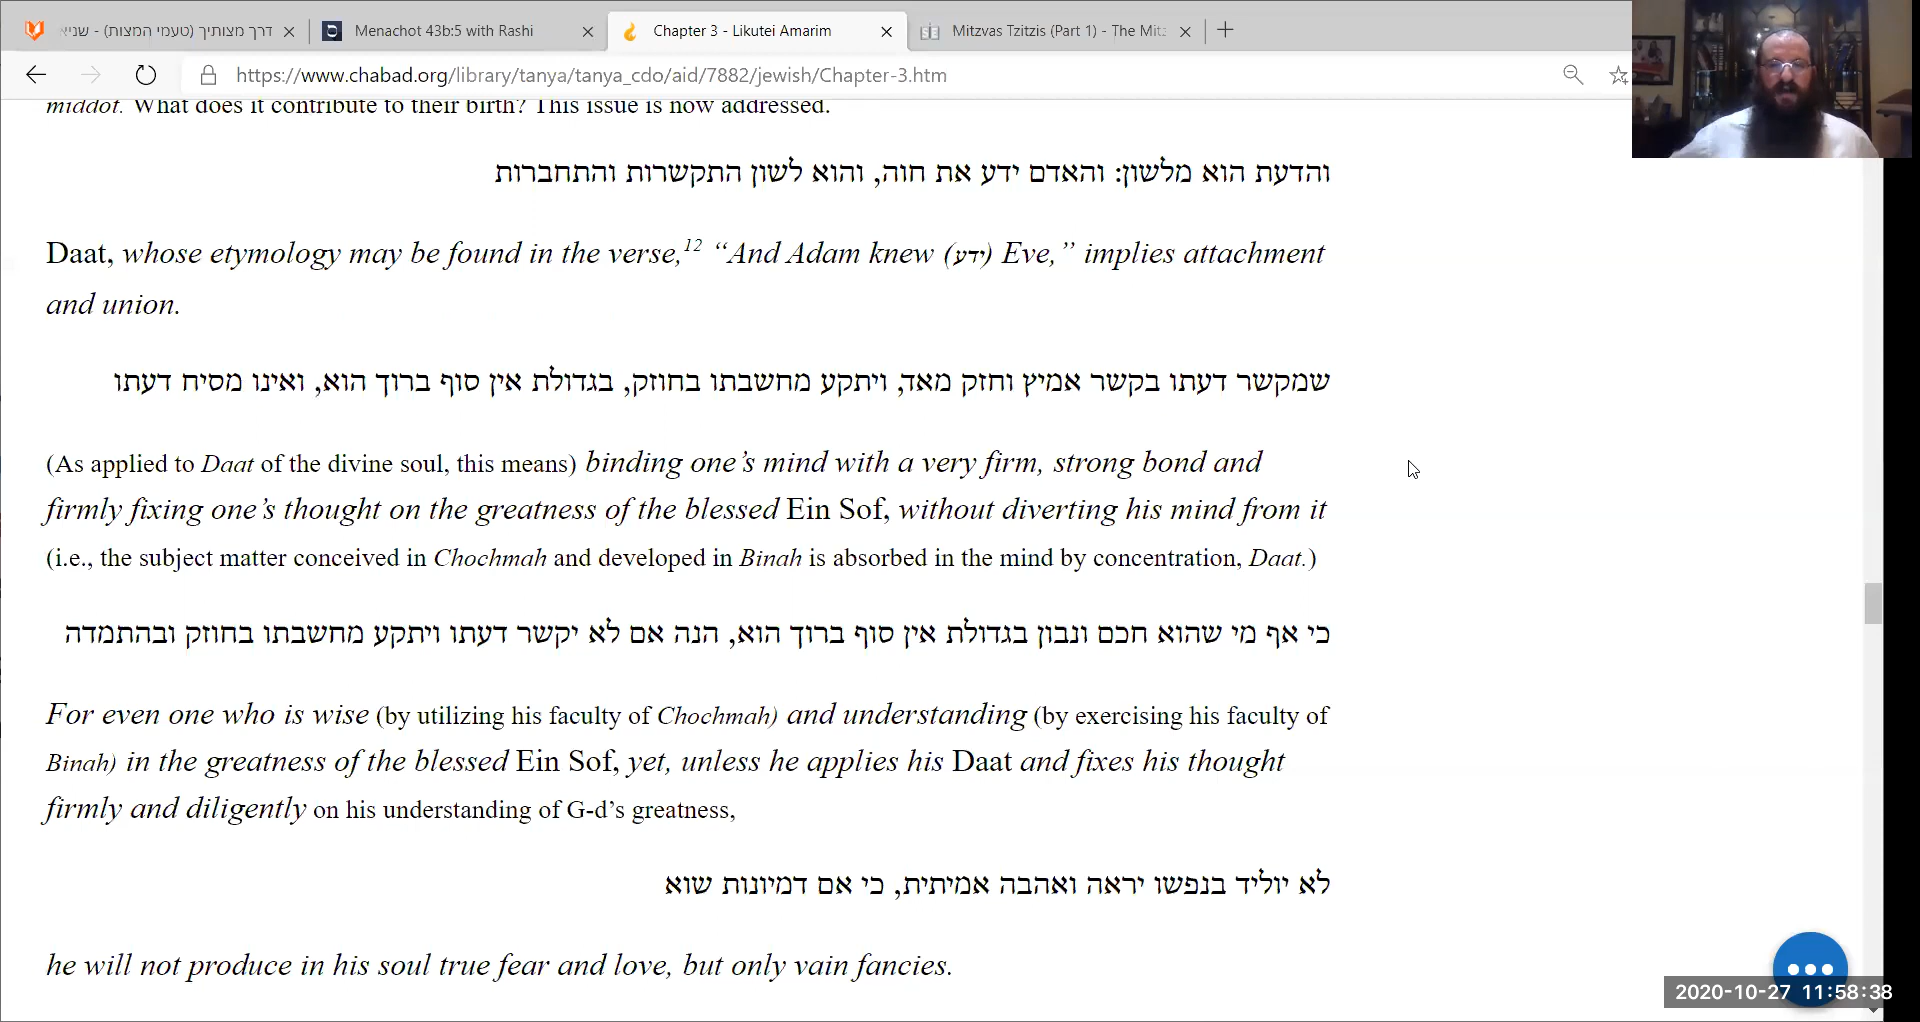 דרך מצותיך (טעמי המצות) - שניא
Menachot 43b:5 with Rashi
Chapter 3 - Likutei Amarim
Mitzvas Tzitzis (Part 1) - The Mitz
https://www.chabad.org/library/tanya/tanya_cdo/aid/7882/jewish/Chapter-3.htm
middot. What does it contribute to their birth? This issue is now addressed.
והדעת הוא מלשון: והאדם ידע את חוה, והוא לשון התקשרות והתחברות
Daat, whose etymology may be found in the verse,12 “And Adam knew (ידע) Eve,” implies attachment
and union.
שמקשר דעתו בקשר אמיץ וחזק מאד, ויתקע מחשבתו בחוזק, בגדולת אין סוף ברוך הוא, ואינו מסיח דעתו
(As applied to Daat of the divine soul, this means) binding one’s mind with a very firm, strong bond and
firmly fixing one’s thought on the greatness of the blessed Ein Sof, without diverting his mind from it
(i.e., the subject matter conceived in Chochmah and developed in Binah is absorbed in the mind by concentration, Daat.)
כי אף מי שהוא חכם ונבון בגדולת אין סוף ברוך הוא, הנה אם לא יקשר דעתו ויתקע מחשבתו בחוזק ובהתמדה
For even one who is wise (by utilizing his faculty of Chochmah) and understanding (by exercising his faculty of
Binah) in the greatness of the blessed Ein Sof, yet, unless he applies his Daat and fixes his thought
firmly and diligently on his understanding of G-d’s greatness,
לא יוליד בנפשו יראה ואהבה אמיתית, כי אם דמיונות שוא
he will not produce in his soul true fear and love, but only vain fancies.
2020-10-27 11:58:38